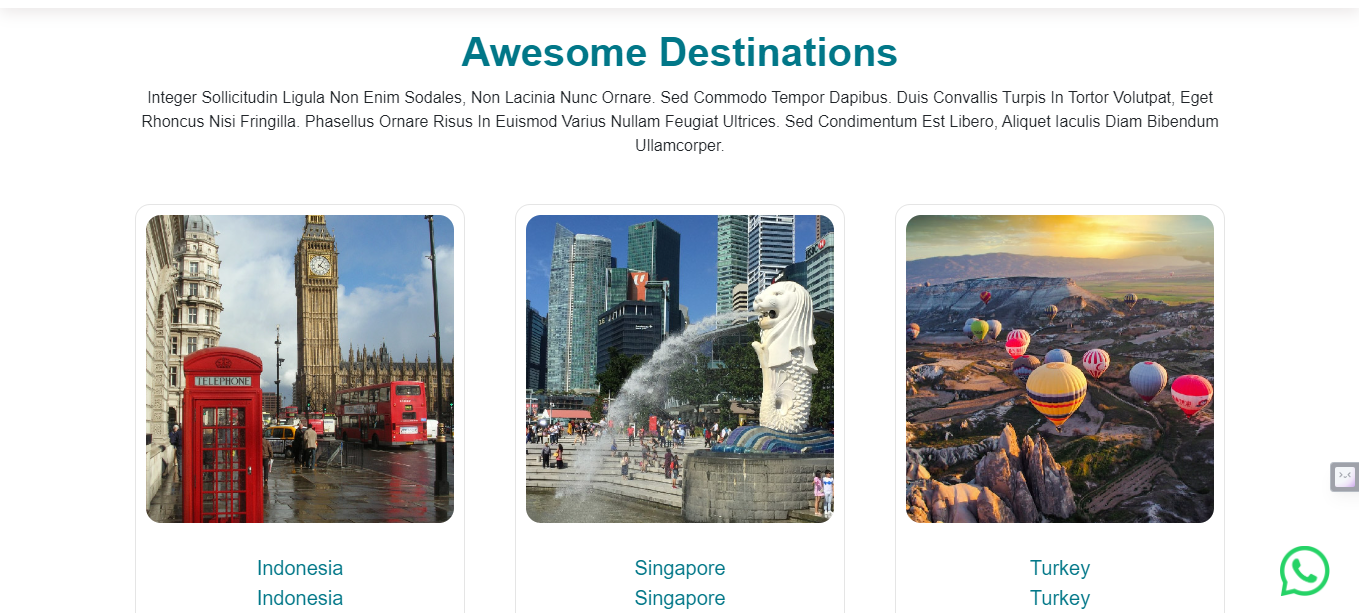 Awesome Destinations
Integer Sollicitudin Ligula Non Enim Sodales, Non Lacinia Nunc Ornare. Sed Commodo Tempor Dapibus. Duis Convallis Turpis In Tortor Volutpat, Eget
Rhoncus Nisi Fringilla. Phasellus Ornare Risus In Euismod Varius Nullam Feugiat Ultrices. Sed Condimentum Est Libero, Aliquet Iaculis Diam Bibendum
Ullamcorper.
TELEPHONE
Indonesia
Singapore
Turkey
Indonesia
Singapore
Turkey